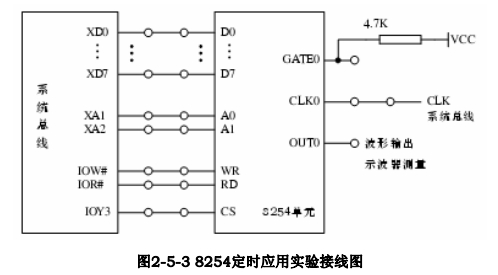 4.7K
VCC
XD0 D0
GATE0
XD7 D7
系统总线
XA1 A0
XA2 A1
CLK0 CLK
系统总线
OUT0 波形输出
示波器测量
IOW# WR
IOR# RD
IOY3 CS
8254单元
图2-5-3 8254定时应用实验接线图